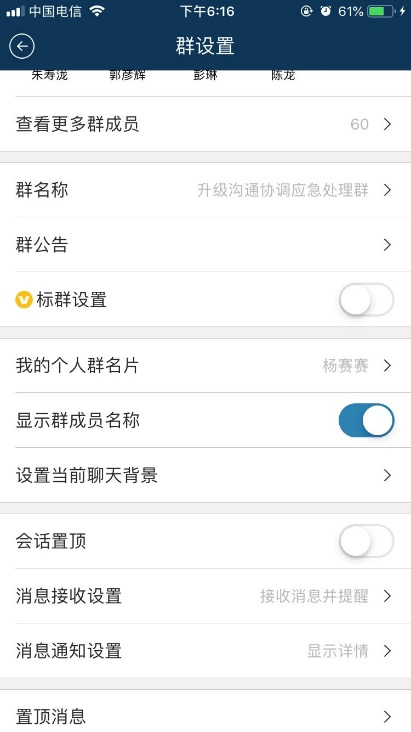 中国电信 下午6:16 61%
群设置
朱寿泷 郭彦辉 彭琳 陈龙
查看更多群成员 60
群名称 升级沟通协调应急处理群
群公告
标群设置
我的个人群名片 杨赛赛
显示群成员名称
设置当前聊天背景
会话置顶
消息接收设置 接收消息并提醒
消息通知设置 显示详情
置顶消息